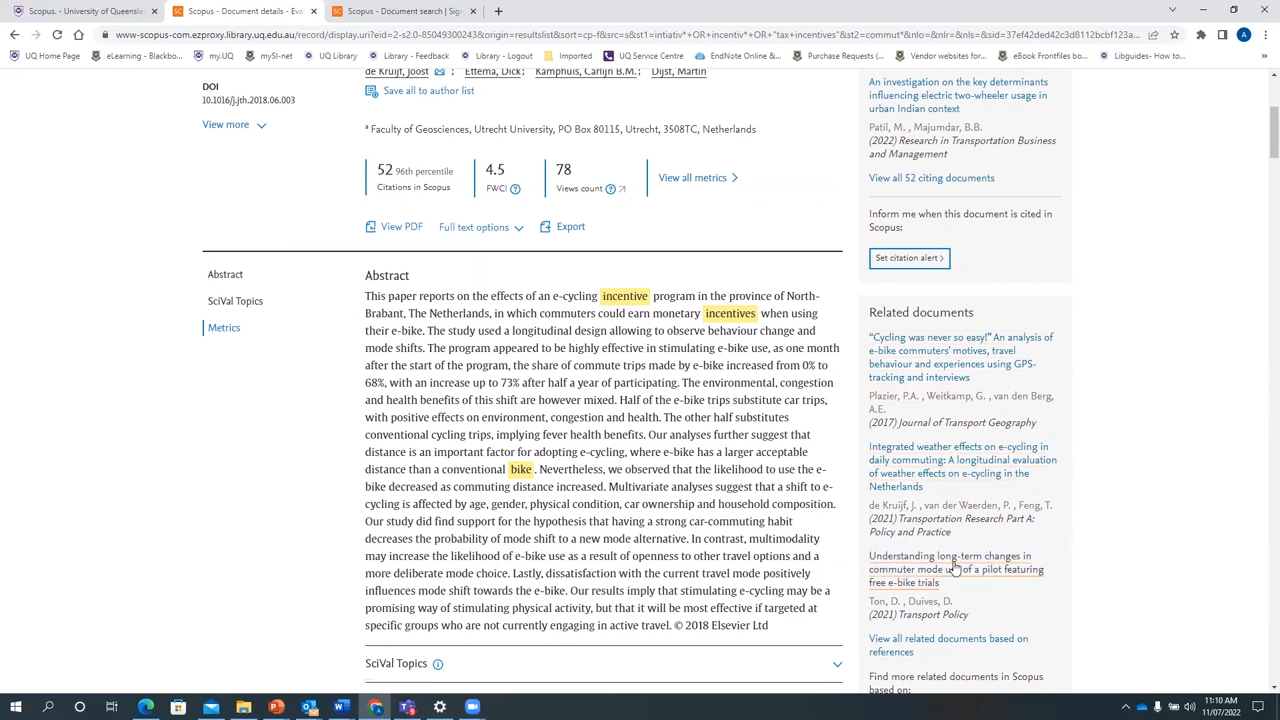 Scopus. - University of Queensland
Scopus - Document details - Eva
Scopus - Document search | Sig
www-scopus-com.ezproxy.library.uq.edu.au/record/display.uri?eid=2-s2.0-85049300243&origin=resultslist&sort=cp-f&src=s&st1=intiativ*+OR+incentiv*+OR+"tax+incentives"&st2=commut*&nlo=&nlr=&nls=&sid=37ef42ded42c3d8112bcbf123a...
A
UQ Homepage
eLearning - Blackbo...
my.UQ
mySI-net
UQ Library
Library - Feedback
Library - Logout
Imported
UQ Service Centre
EndNote Online &...
Purchase Requests (...
Vendor websites for...
eBook Frontfiles bo...
Libguides- How to...
»
DOI
10.1016/j.jth.2018.06.003
View more
de Kruijf, Joost ; Ettema, Dick; Kamphuis, Carlijn B.M.; Dijst, Martin
Save all to author list
ª Faculty of Geosciences, Utrecht University, PO Box 80115, Utrecht, 3508TC, Netherlands
52 96th percentile
Citations in Scopus
4.5
FWCI
78
Views count
View all metrics >
View PDF
Full text options
Export
Abstract
SciVal Topics
Metrics
Abstract
This paper reports on the effects of an e-cycling incentive program in the province of North-
Brabant, The Netherlands, in which commuters could earn monetary incentives when using
their e-bike. The study used a longitudinal design allowing to observe behaviour change and
mode shifts. The program appeared to be highly effective in stimulating e-bike use, as one month
after the start of the program, the share of commute trips made by e-bike increased from 0% to
68%, with an increase up to 73% after half a year of participating. The environmental, congestion
and health benefits of this shift are however mixed. Half of the e-bike trips substitute car trips,
with positive effects on environment, congestion and health. The other half substitutes
conventional cycling trips, implying fever health benefits. Our analyses further suggest that
distance is an important factor for adopting e-cycling, where e-bike has a larger acceptable
distance than a conventional bike. Nevertheless, we observed that the likelihood to use the e-
bike decreased as commuting distance increased. Multivariate analyses suggest that a shift to e-
cycling is affected by age, gender, physical condition, car ownership and household composition.
Our study did find support for the hypothesis that having a strong car-commuting habit
decreases the probability of mode shift to a new mode alternative. In contrast, multimodality
may increase the likelihood of e-bike use as a result of openness to other travel options and a
more deliberate mode choice. Lastly, dissatisfaction with the current travel mode positively
influences mode shift towards the e-bike. Our results imply that stimulating e-cycling may be a
promising way of stimulating physical activity, but that it will be most effective if targeted at
specific groups who are not currently engaging in active travel. © 2018 Elsevier Ltd
SciVal Topics
An investigation on the key determinants
influencing electric two-wheeler usage in
urban Indian context
Patil, M. , Majumdar, B.B.
(2022) Research in Transportation Business
and Management
View all 52 citing documents
Inform me when this document is cited in
Scopus:
Set citation alert >
Related documents
“Cycling was never so easy!” An analysis of
e-bike commuters' motives, travel
behaviour and experiences using GPS-
tracking and interviews
Plazier, P.A. , Weitkamp, G. , van den Berg,
A.E.
(2017) Journal of Transport Geography
Integrated weather effects on e-cycling in
daily commuting: A longitudinal evaluation
of weather effects on e-cycling in the
Netherlands
de Kruijf, J. , van der Waerden, P. , Feng, T.
(2021) Transportation Research Part A:
Policy and Practice
Understanding long-term changes in
commuter mode of a pilot featuring
free e-bike trials
Ton, D. , Duives, D.
(2021) Transport Policy
View all related documents based on
references
Find more related documents in Scopus
based on:
11:10 AM
11/07/2022